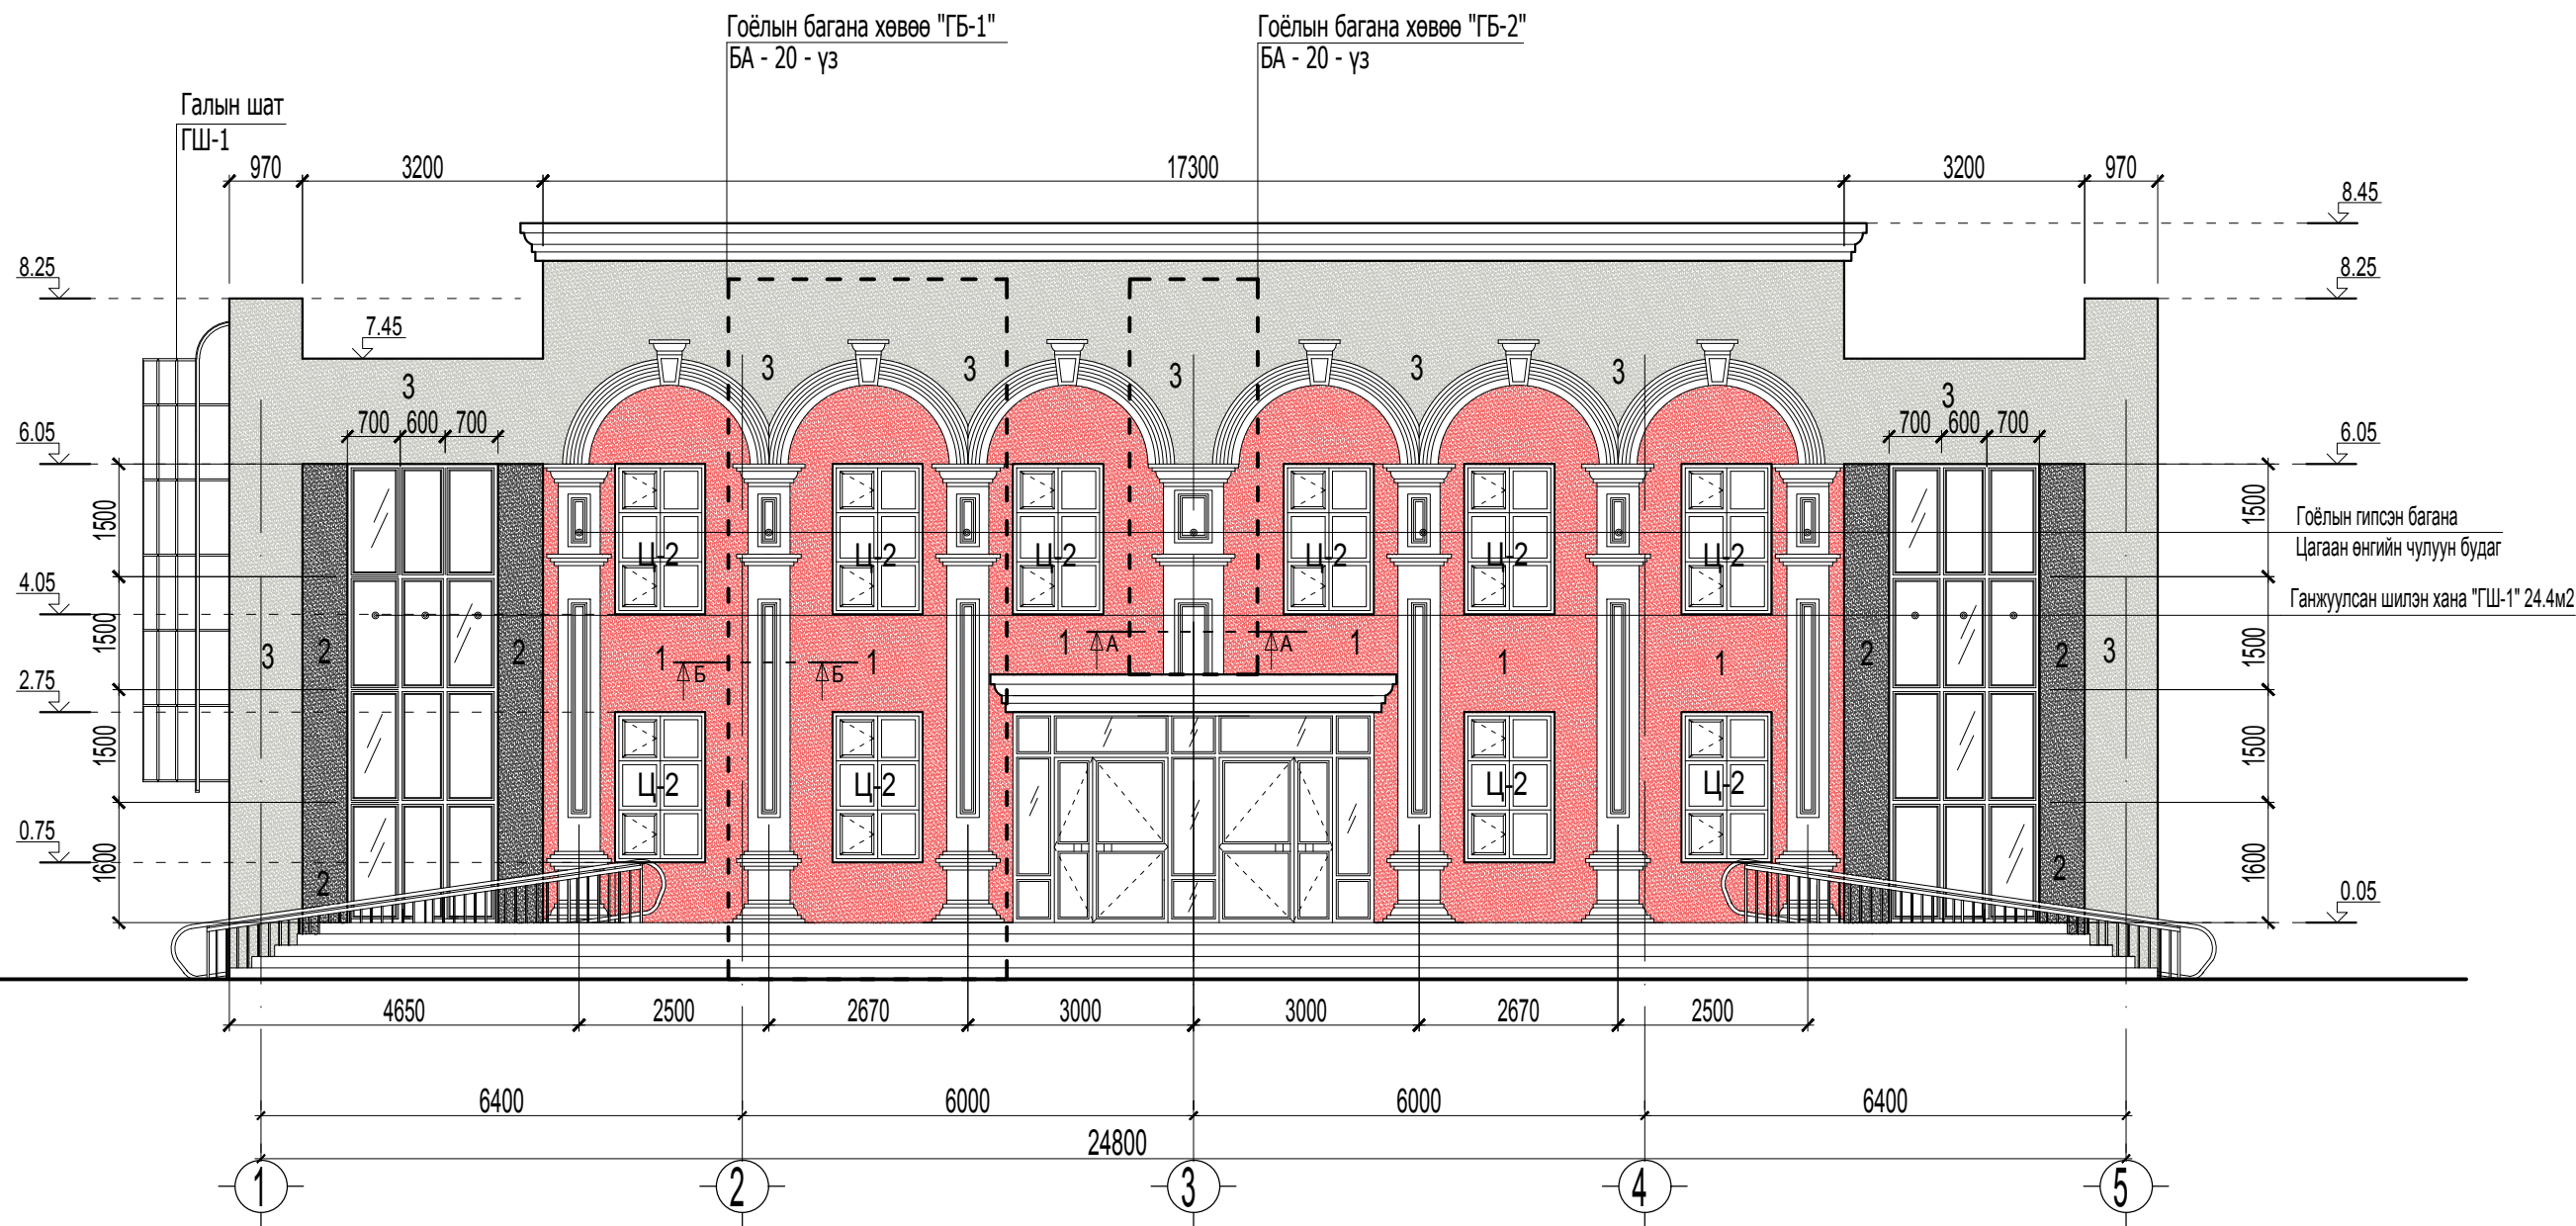 Гоёлын багана хөвөө "ГБ-1"
БА - 20 - үз
Гоёлын багана хөвөө "ГБ-2"
БА - 20 - үз
Галын шат
ГШ-1
970 3200 17300 3200 970
8.45
8.25 8.25
7.45
3 3 3 3 3
3 3
700 600 700 700 600 700
6.05 6.05
1500 1500
Гоёлын гипсэн багана
Цагаан өнгийн чулуун будаг
Ц-2 Ц-2 Ц-2 Ц-2 Ц-2 Ц-2
4.05
Ганжуулсан шилэн хана "ГШ-1" 24.4м2
1500 1500
3 2 2 1 Б Б 1 1 А А 1 1 1 2 2 3
2.75
1500 1500
Ц-2 Ц-2 Ц-2 Ц-2
0.75
1600 1600
2 2
0.05
4650 2500 2670 3000 3000 2670 2500
6400 6000 6000 6400
24800
1 2 3 4 5